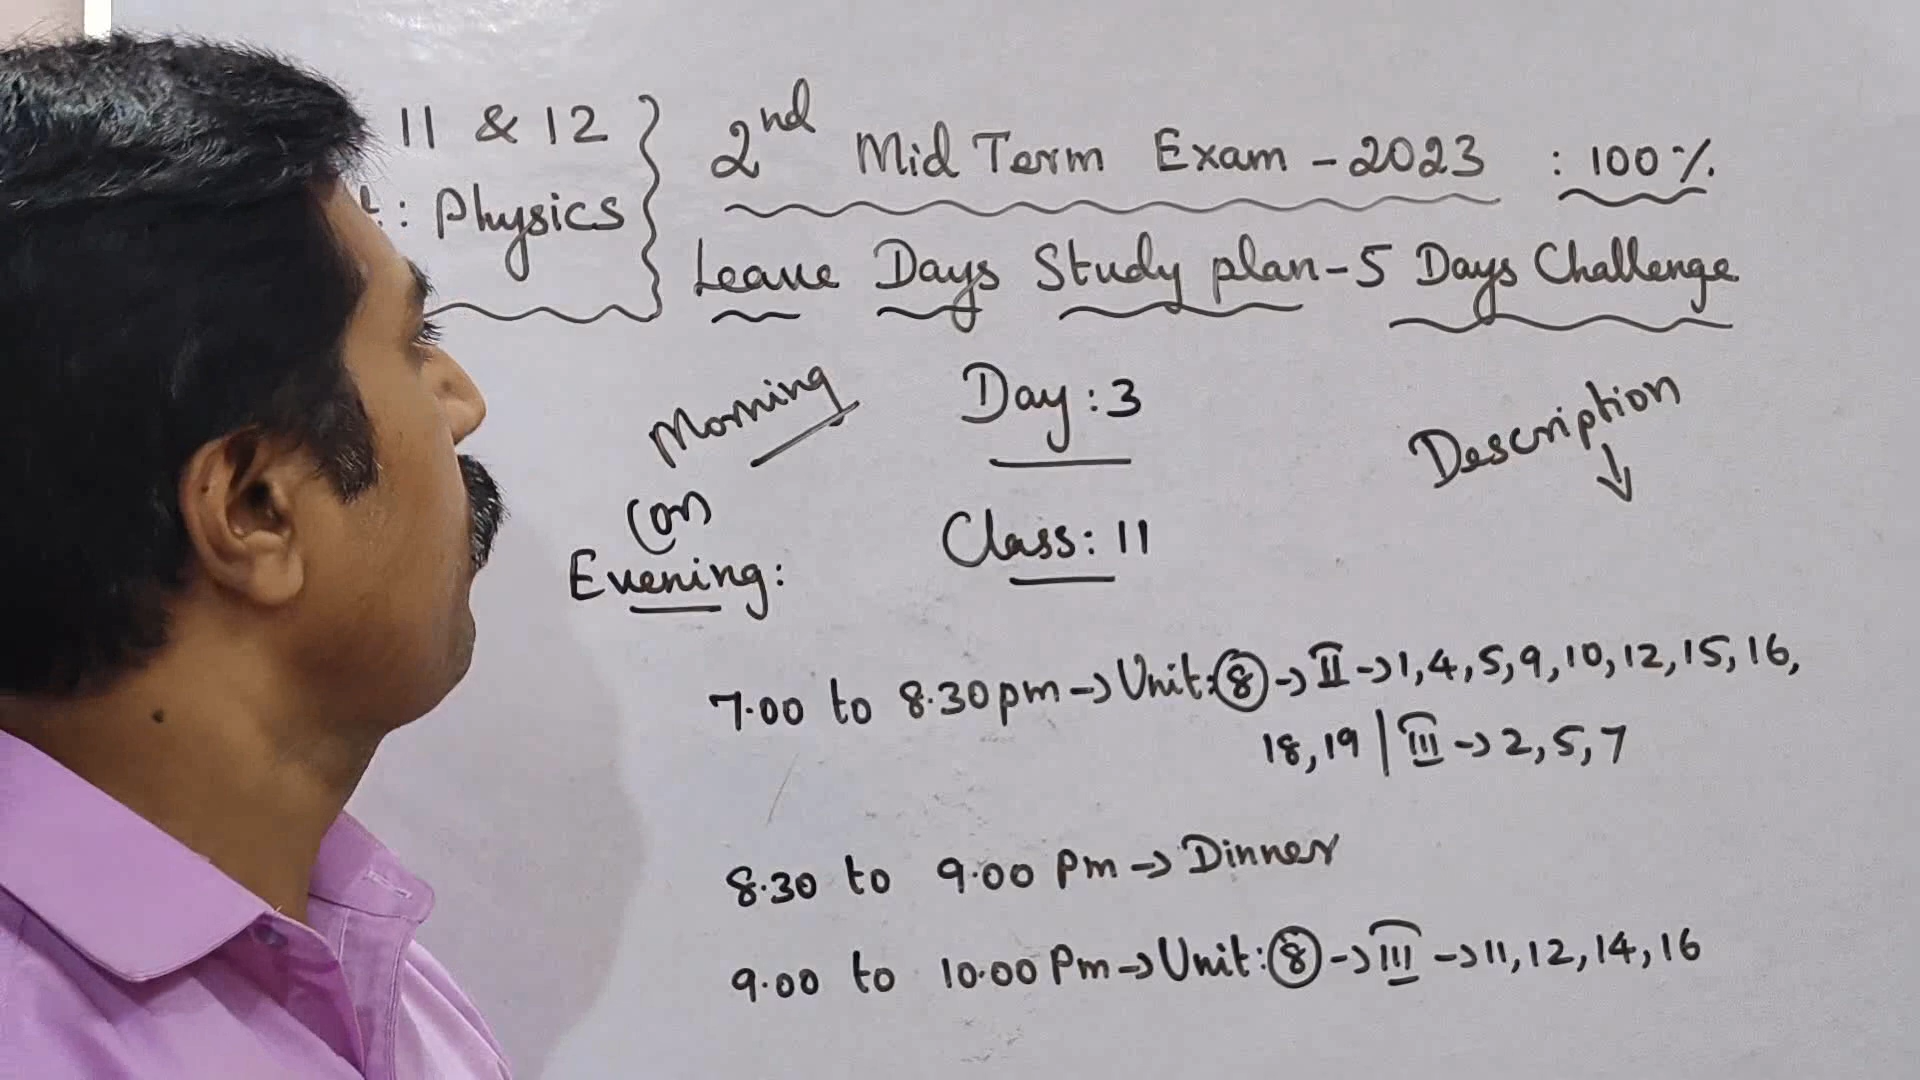 11 & 12
: Physics
2nd Mid Term Exam - 2023 : 100%
Leave Days Study plan - 5 Days Challenge
Morning
(or)
Evening:
Day : 3
Class : 11
Description ↓
7.00 to 8.30 pm → Unit: 8 → II → 1, 4, 5, 9, 10, 12, 15, 16,
18, 19 | III → 2, 5, 7
8.30 to 9.00 Pm → Dinner
9.00 to 10.00 Pm → Unit: 8 → III → 11, 12, 14, 16